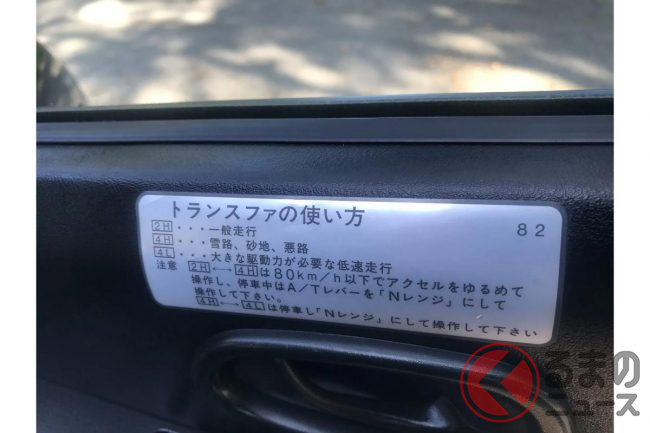 トランスファの使い方
82
2H・・・一般走行
4H・・・雪路、砂地、悪路
4L・・・大きな駆動力が必要な低速走行
注意 2H←→4Hは80km/h以下でアクセルをゆるめて
操作し、停車中はA/Tレバーを「Nレンジ」にして
操作して下さい。
4H←→4Lは停車し「Nレンジ」にして操作して下さい
くるまの
ニュース